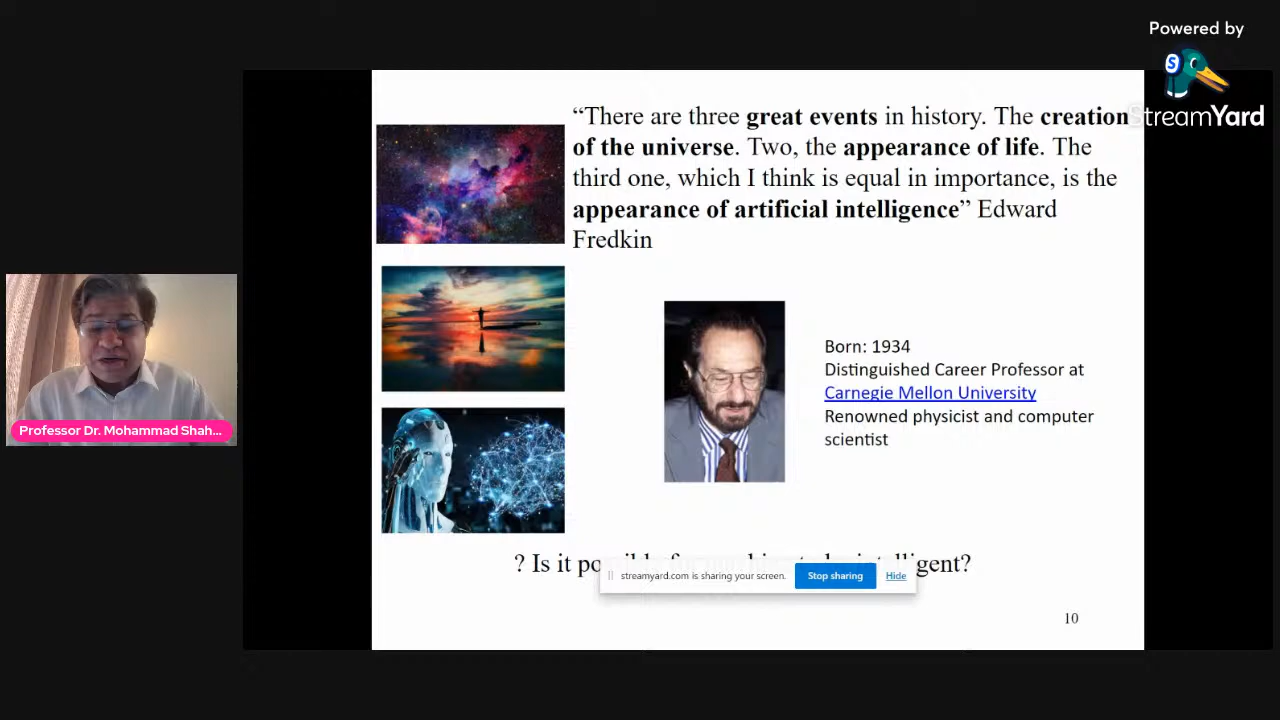 Powered by
StreamYard
“There are three great events in history. The creation
of the universe. Two, the appearance of life. The
third one, which I think is equal in importance, is the
appearance of artificial intelligence” Edward
Fredkin
Born: 1934
Distinguished Career Professor at
Carnegie Mellon University
Renowned physicist and computer
scientist
Professor Dr. Mohammad Shah...
? Is it
streamyard.com is sharing your screen. Stop sharing Hide
10